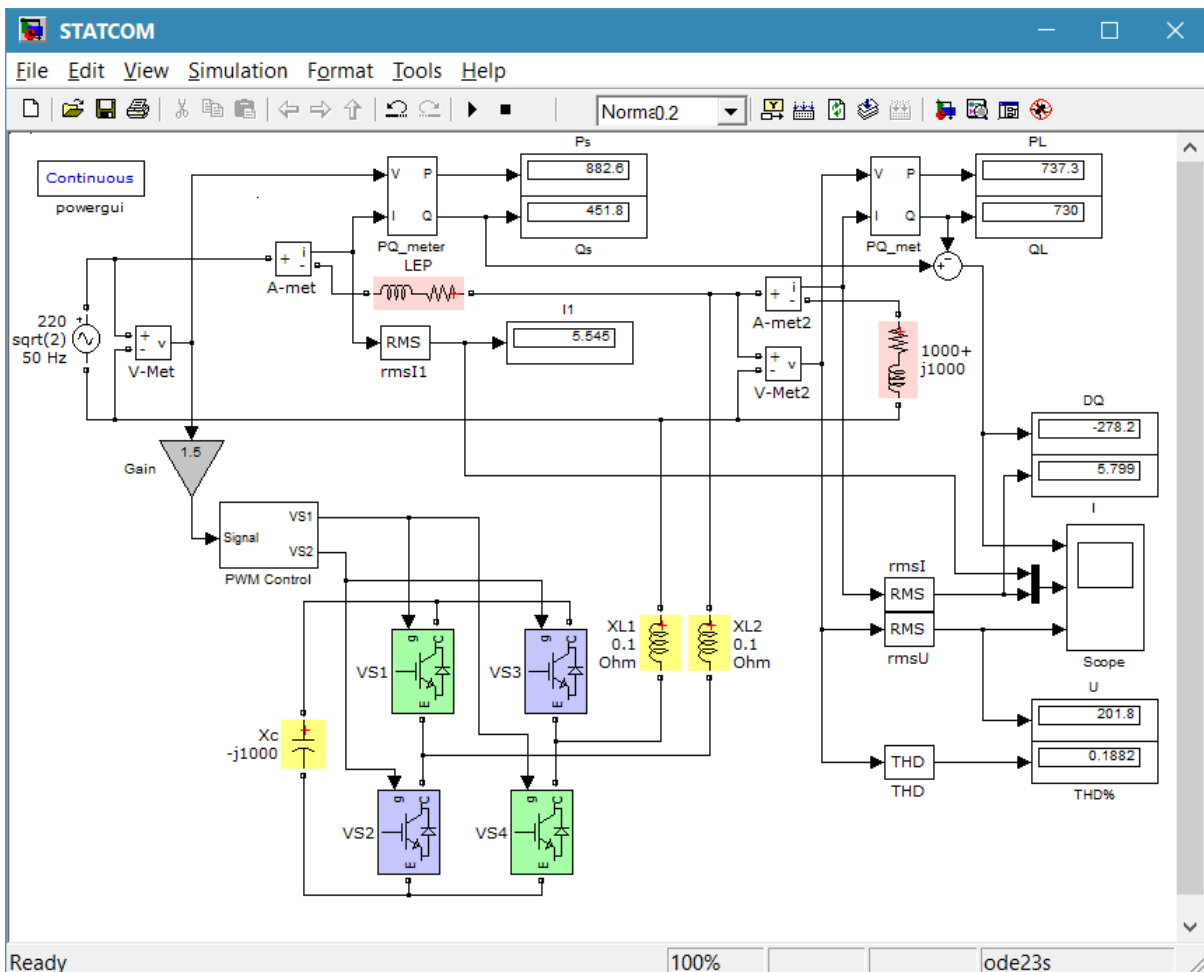 STATCOM
File Edit View Simulation Format Tools Help
Norma0.2
Continuous
powergui
Ps
882.6
451.8
Qs
V P
I Q
PQ_meter
LEP
PL
737.3
730
QL
V P
I Q
PQ_met
+ i
-
A-met
220
sqrt(2)
50 Hz
+ v
-
V-Met
RMS
rmsI1
I1
5.545
+ i
-
A-met2
+ v
-
V-Met2
1000+
j1000
DQ
-278.2
5.799
I
1.5
Gain
Signal
VS1
VS2
PWM Control
rmsI
RMS
RMS
rmsU
Scope
XL1
0.1
Ohm
XL2
0.1
Ohm
g C
E
VS1
g C
E
VS3
Xc
-j1000
g C
E
VS2
g C
E
VS4
U
201.8
0.1882
THD%
THD
THD
Ready 100% ode23s